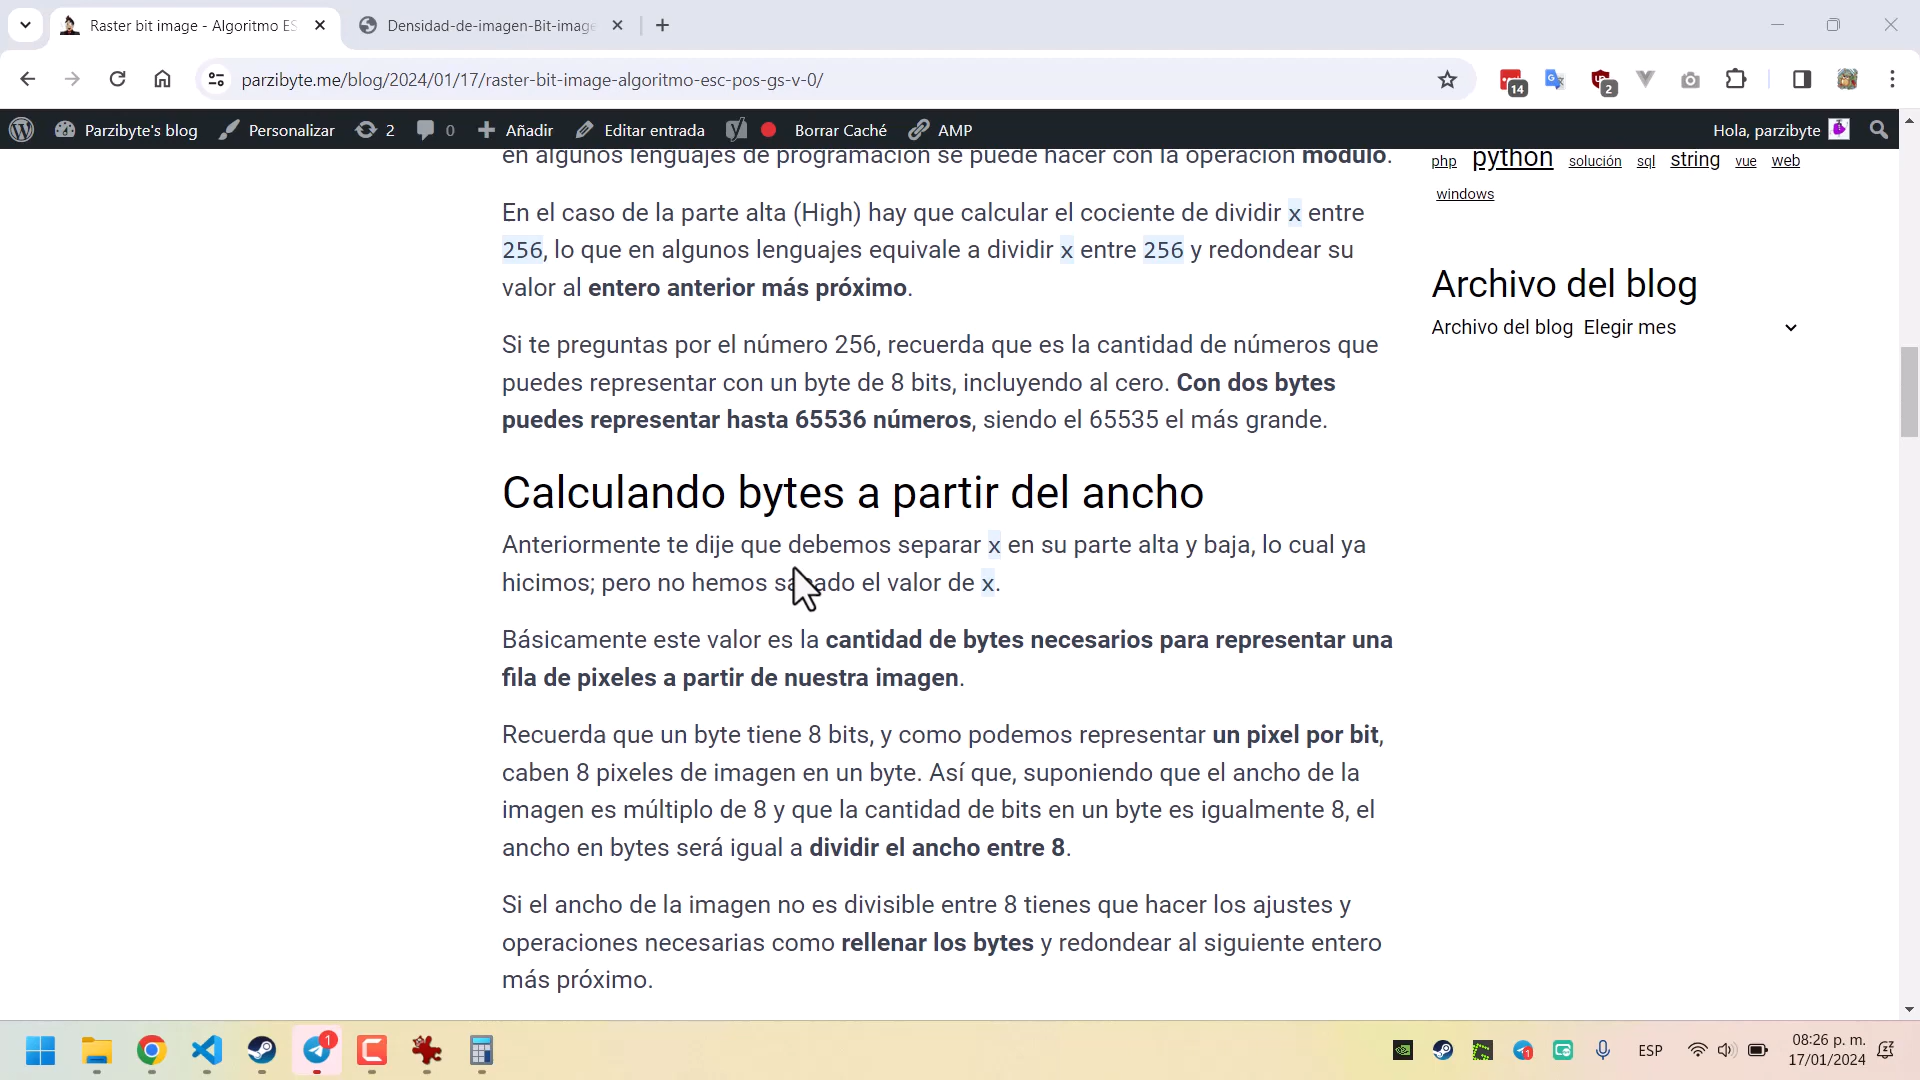 Raster bit image - Algoritmo ES
Densidad-de-imagen-Bit-image
parzibyte.me/blog/2024/01/17/raster-bit-image-algoritmo-esc-pos-gs-v-0/
14
2
Parzibyte's blog
Personalizar
2
0
Añadir
Editar entrada
Borrar Caché
AMP
Hola, parzibyte
en algunos lenguajes de programación se puede hacer con la operación módulo.
En el caso de la parte alta (High) hay que calcular el cociente de dividir x entre
256, lo que en algunos lenguajes equivale a dividir x entre 256 y redondear su
valor al entero anterior más próximo.
Si te preguntas por el número 256, recuerda que es la cantidad de números que
puedes representar con un byte de 8 bits, incluyendo al cero. Con dos bytes
puedes representar hasta 65536 números, siendo el 65535 el más grande.
Calculando bytes a partir del ancho
Anteriormente te dije que debemos separar x en su parte alta y baja, lo cual ya
hicimos; pero no hemos sacado el valor de x.
Básicamente este valor es la cantidad de bytes necesarios para representar una
fila de pixeles a partir de nuestra imagen.
Recuerda que un byte tiene 8 bits, y como podemos representar un pixel por bit,
caben 8 pixeles de imagen en un byte. Así que, suponiendo que el ancho de la
imagen es múltiplo de 8 y que la cantidad de bits en un byte es igualmente 8, el
ancho en bytes será igual a dividir el ancho entre 8.
Si el ancho de la imagen no es divisible entre 8 tienes que hacer los ajustes y
operaciones necesarias como rellenar los bytes y redondear al siguiente entero
más próximo.
php python solución sql string vue web
windows
Archivo del blog
Archivo del blog Elegir mes
1
1
ESP
08:26 p. m.
17/01/2024